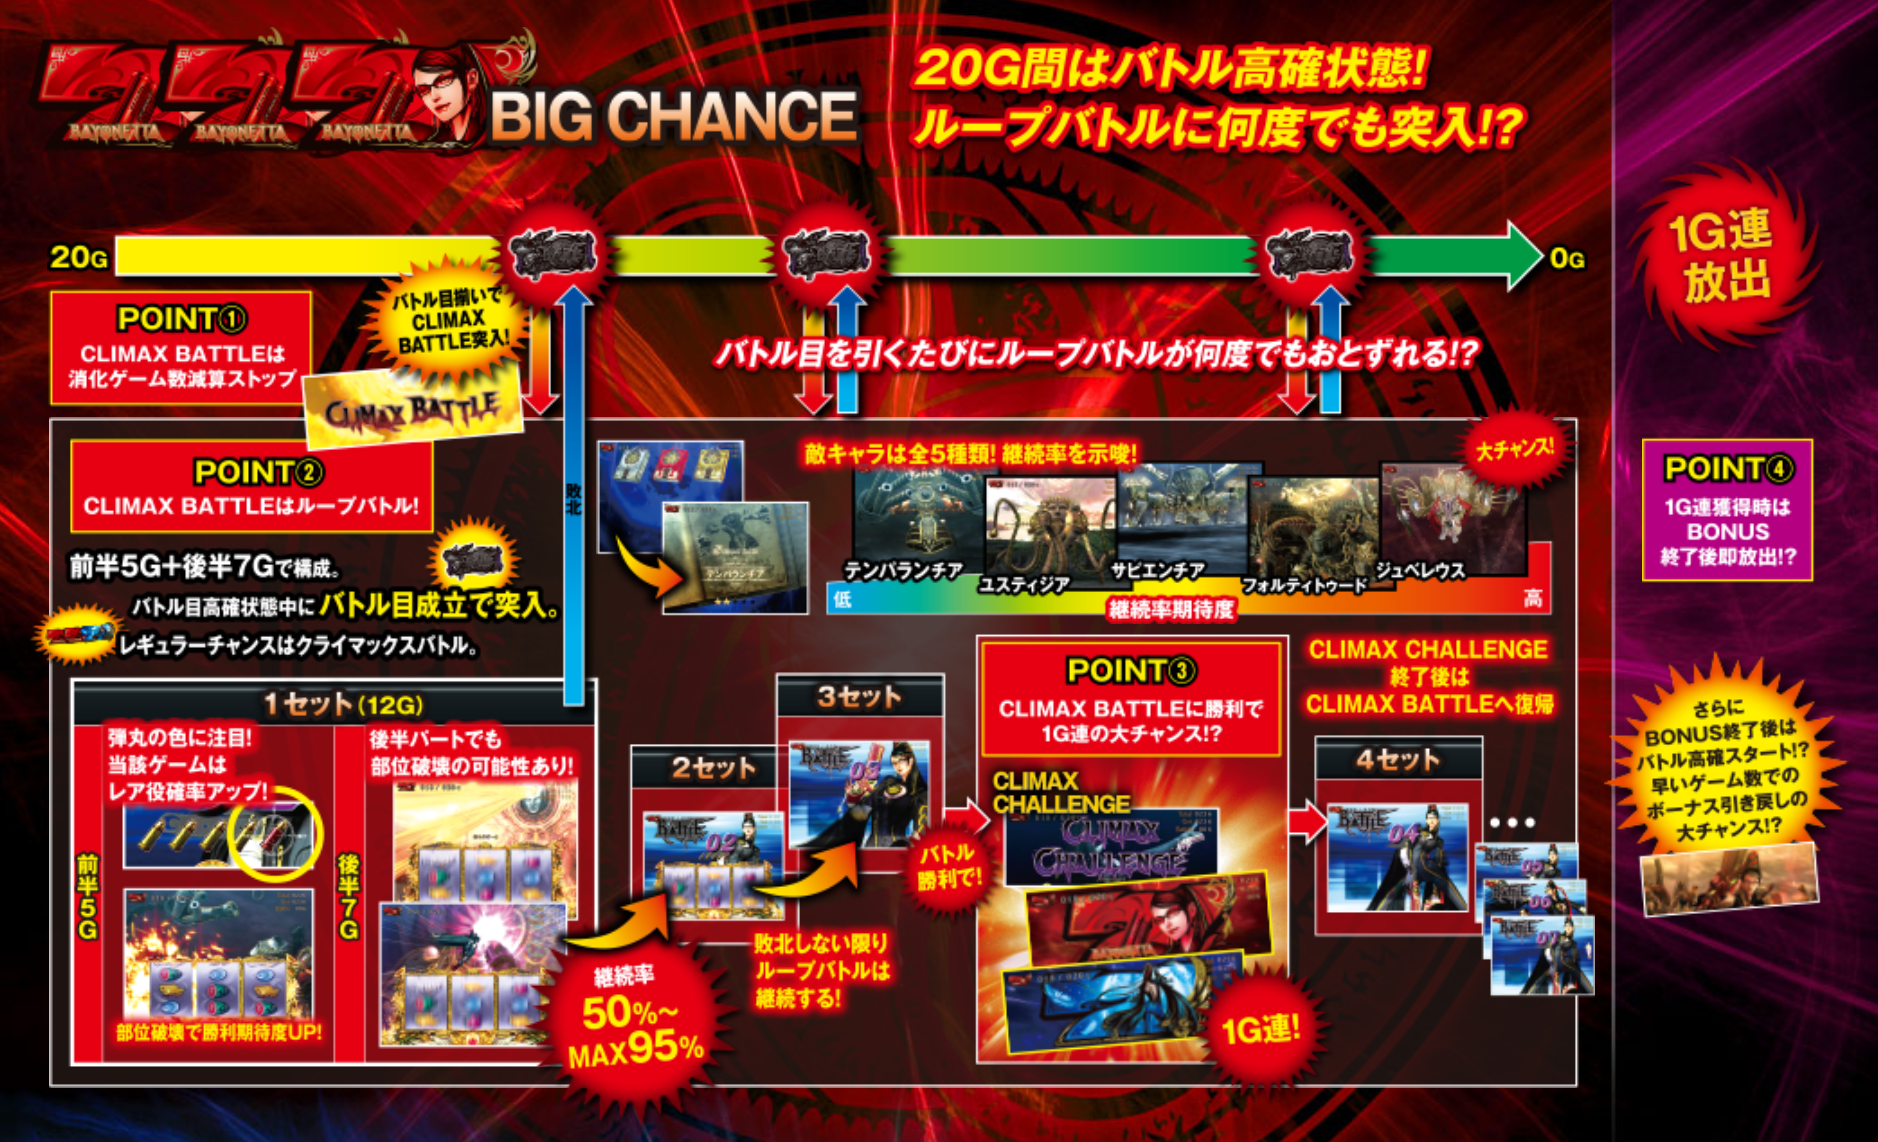 BAYONETTA BAYONETTA BAYONETTA
BIG CHANCE
20G間はバトル高確状態!
ループバトルに何度でも突入!?
20G
0G
POINT①
CLIMAX BATTLEは
消化ゲーム数減算ストップ
バトル目揃いで
CLIMAX
BATTLE突入!
CLIMAX BATTLE
バトル目を引くたびにループバトルが何度でもおとずれる!?
POINT②
CLIMAX BATTLEはループバトル!
前半5G+後半7Gで構成。
バトル目高確状態中にバトル目成立で突入。
レギュラーチャンスはクライマックスバトル。
敗北
敵キャラは全5種類! 継続率を示唆!
大チャンス!
テンパランチア
テンパランチア
ユスティジア
サピエンチア
フォルティトゥード
ジュベレウス
低
継続率期待度
高
1セット(12G)
弾丸の色に注目!
当該ゲームは
レア役確率アップ!
前半5G
部位破壊で勝利期待度UP!
後半パートでも
部位破壊の可能性あり!
後半7G
継続率
50%~
MAX95%
2セット
BATTLE
02
敗北しない限り
ループバトルは
継続する!
3セット
03
バトル
勝利で!
POINT③
CLIMAX BATTLEに勝利で
1G連の大チャンス!?
CLIMAX
CHALLENGE
CLIMAX
CHALLENGE
BAYONETTA
1G連!
CLIMAX CHALLENGE
終了後は
CLIMAX BATTLEへ復帰
4セット
BATTLE
04
•••
BATTLE
05
BATTLE
06
BATTLE
07
1G連
放出
POINT④
1G連獲得時は
BONUS
終了後即放出!?
さらに
BONUS終了後は
バトル高確スタート!?
早いゲーム数での
ボーナス引き戻しの
大チャンス!?